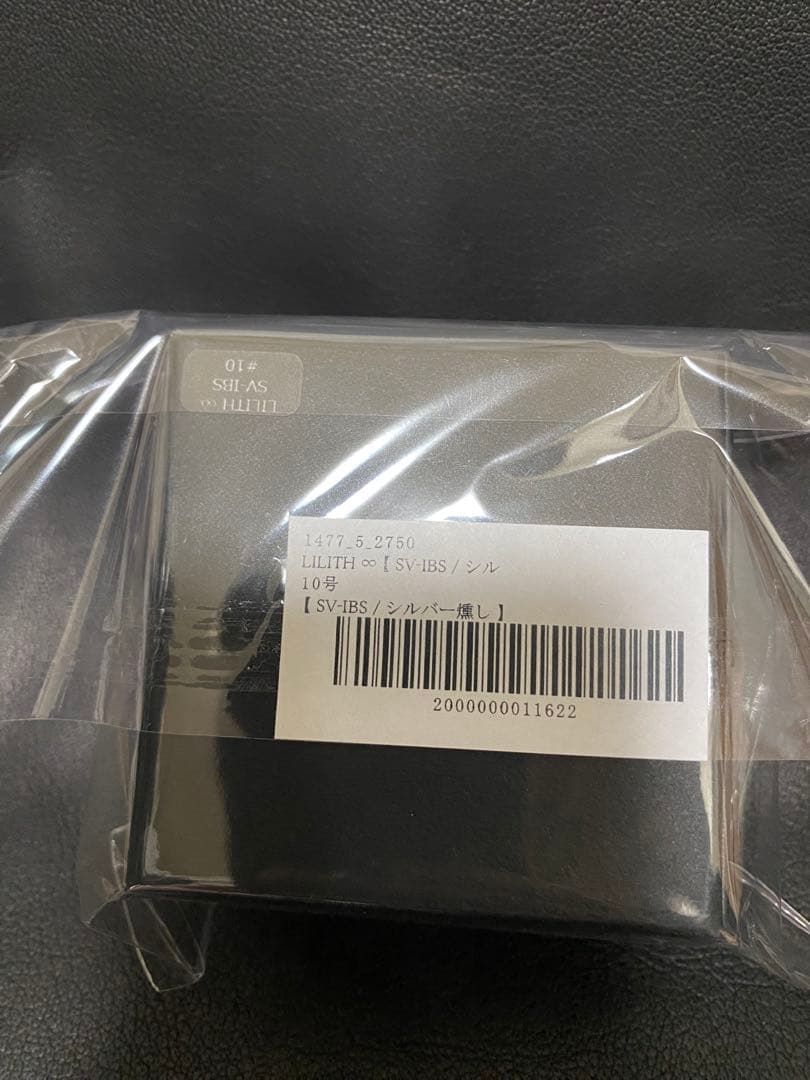 LILITH ∞
SV-IBS
#10
1477_5_2750
LILITH ∞【 SV-IBS / シル
10号
【 SV-IBS / シルバー燻し 】
2000000011622